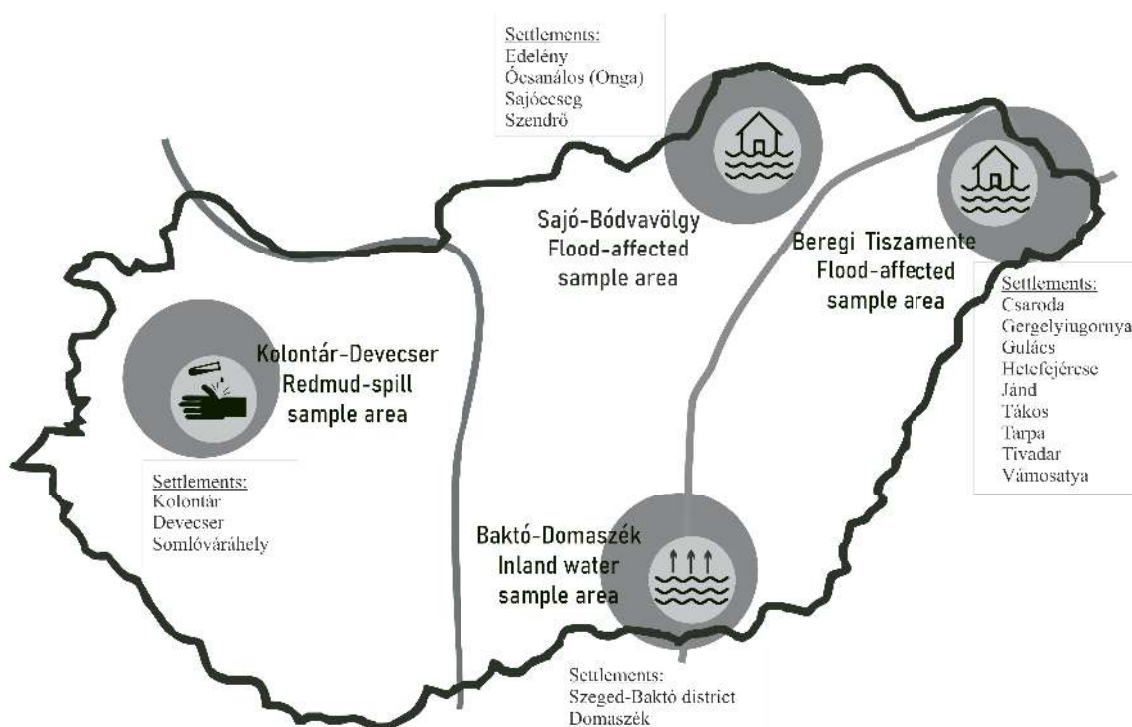 Settlements:
Edelény
Ócsanálos (Onga)
Sajóecseg
Szendrő
Sajó-Bódvavölgy
Flood-affected
sample area
Beregi Tiszamente
Flood-affected
sample area
Settlements:
Csaroda
Gergelyiugornya
Gulács
Hetefejércse
Jánd
Tákos
Tarpa
Tivadar
Vámosatya
Kolontár-Devecser
Redmud-spill
sample area
Settlements:
Kolontár
Devecser
Somlóváráhely
Baktó-Domaszék
Inland water
sample area
Settlements:
Szeged-Baktó district
Domaszék